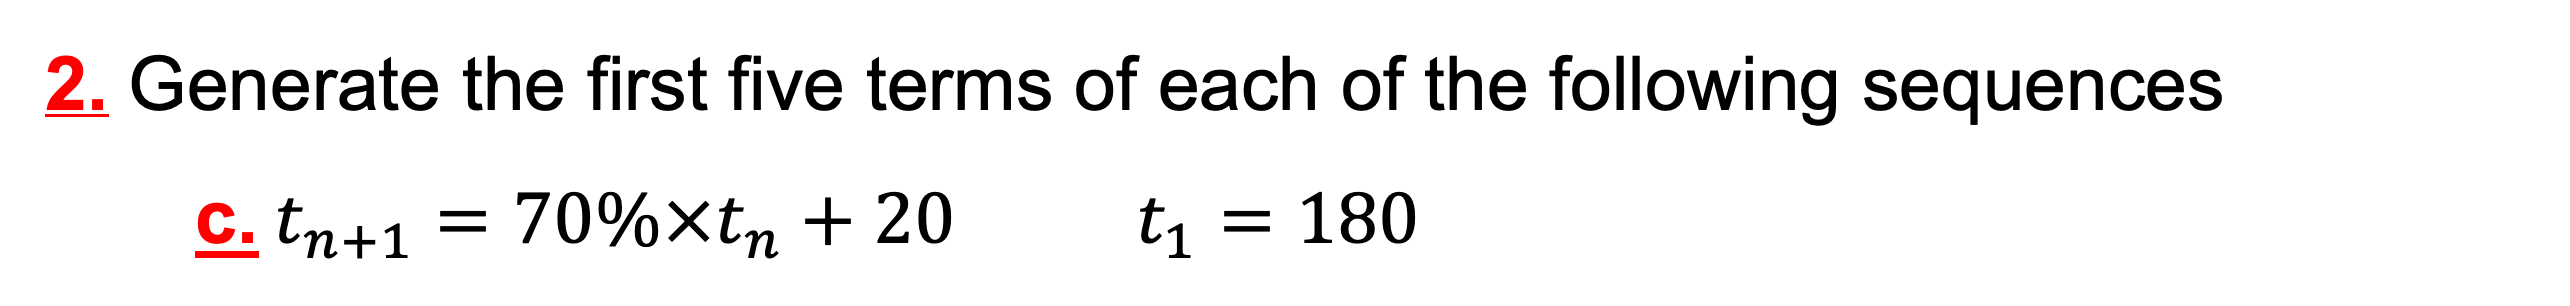 2. Generate the first five terms of each of the following sequences
c. tₙ₊₁ = 70%×tₙ + 20 t₁ = 180